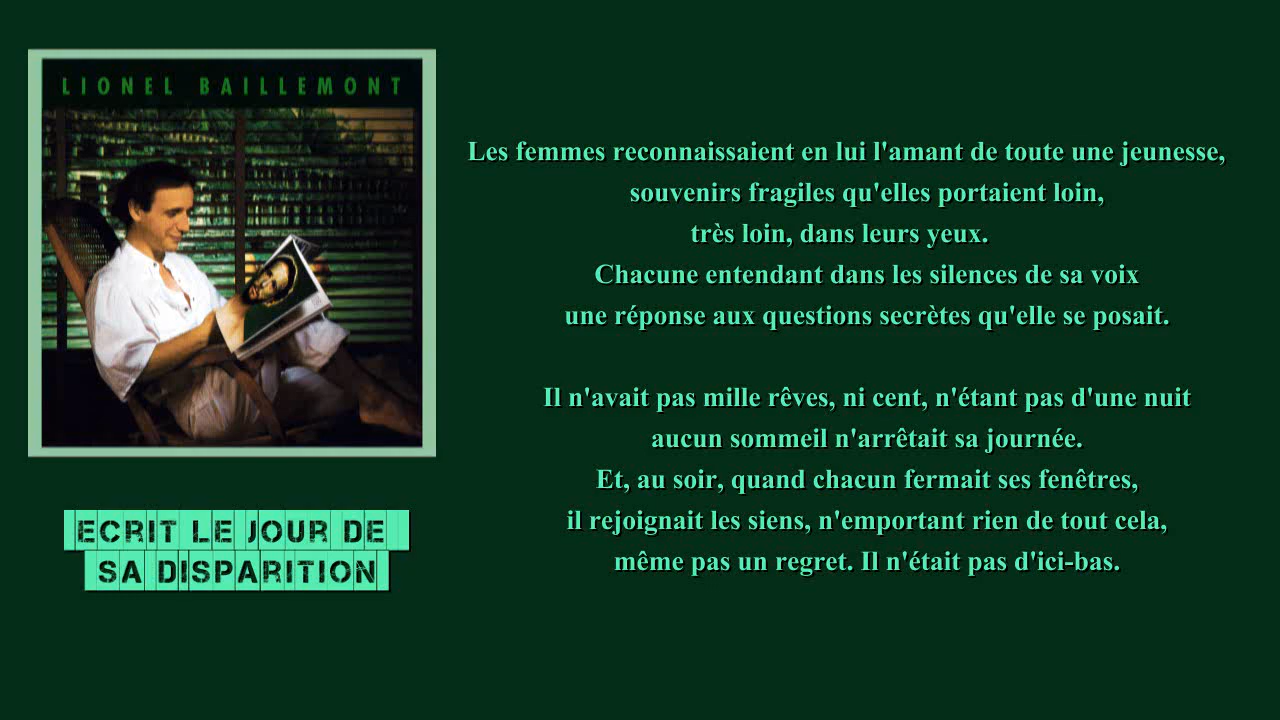 LIONEL BAILLEMONT
ECRIT LE JOUR DE
SA DISPARITION
Les femmes reconnaissaient en lui l'amant de toute une jeunesse,
souvenirs fragiles qu'elles portaient loin,
très loin, dans leurs yeux.
Chacune entendant dans les silences de sa voix
une réponse aux questions secrètes qu'elle se posait.
Il n'avait pas mille rêves, ni cent, n'étant pas d'une nuit
aucun sommeil n'arrêtait sa journée.
Et, au soir, quand chacun fermait ses fenêtres,
il rejoignait les siens, n'emportant rien de tout cela,
même pas un regret. Il n'était pas d'ici-bas.